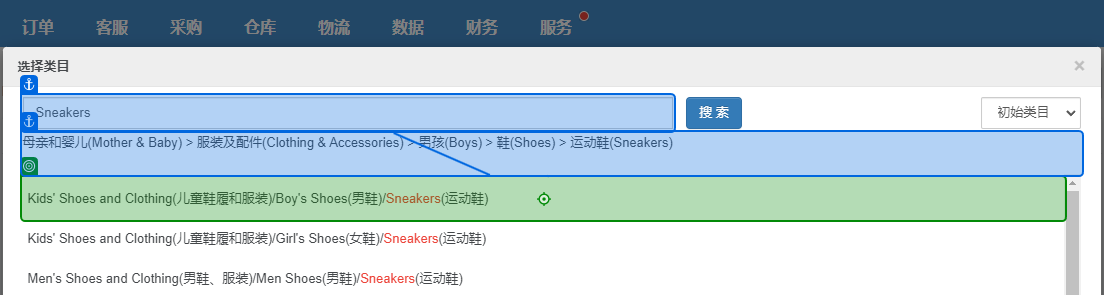 订单 客服 采购 仓库 物流 数据 财务 服务
选择类目 ×
Sneakers 搜 索 初始类目
母亲和婴儿(Mother & Baby) > 服装及配件(Clothing & Accessories) > 男孩(Boys) > 鞋(Shoes) > 运动鞋(Sneakers)
Kids' Shoes and Clothing(儿童鞋履和服装)/Boy's Shoes(男鞋)/Sneakers(运动鞋)
Kids' Shoes and Clothing(儿童鞋履和服装)/Girl's Shoes(女鞋)/Sneakers(运动鞋)
Men's Shoes and Clothing(男鞋、服装)/Men Shoes(男鞋)/Sneakers(运动鞋)